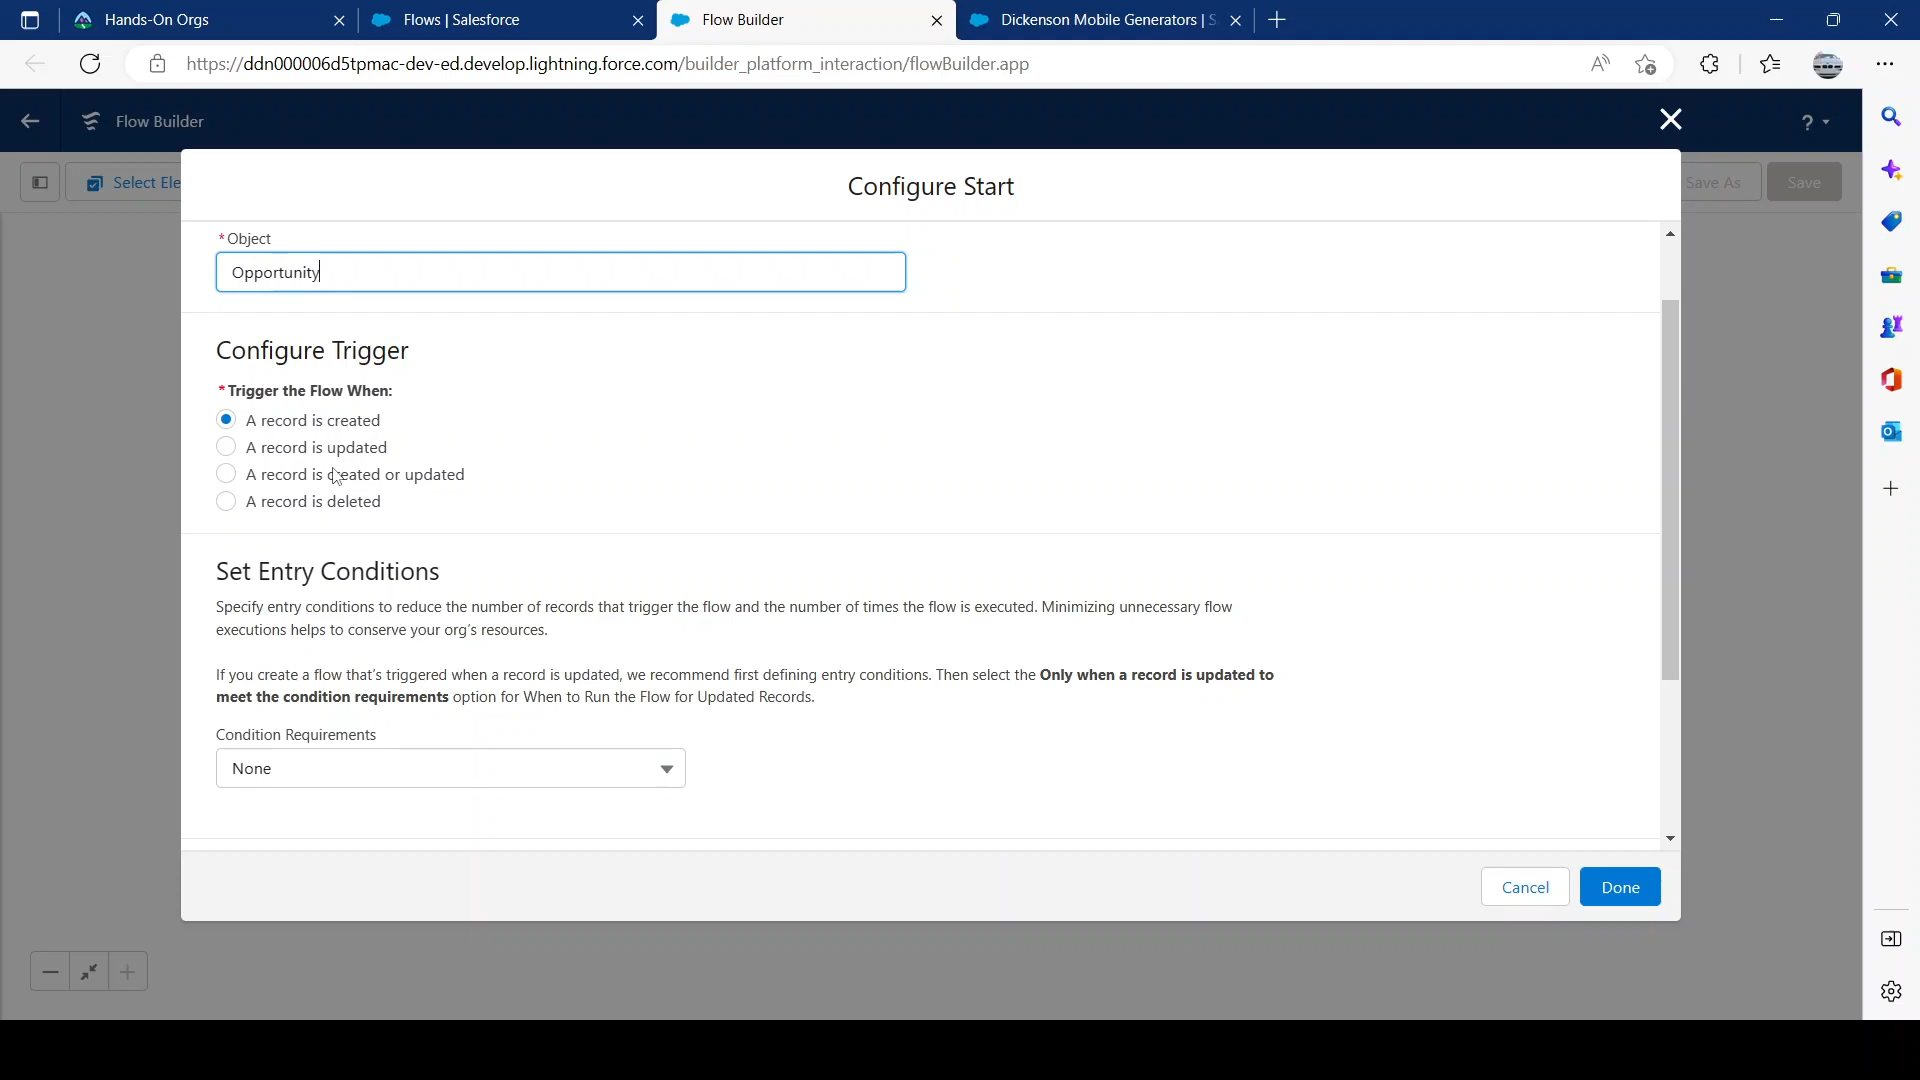 Hands-On Orgs
Flows | Salesforce
Flow Builder
Dickenson Mobile Generators | S
https://ddn000006d5tpmac-dev-ed.develop.lightning.force.com/builder_platform_interaction/flowBuilder.app
Flow Builder
?
Select Ele
Configure Start
Save As
Save
* Object
Opportunity
Configure Trigger
* Trigger the Flow When:
A record is created
A record is updated
A record is created or updated
A record is deleted
Set Entry Conditions
Specify entry conditions to reduce the number of records that trigger the flow and the number of times the flow is executed. Minimizing unnecessary flow
executions helps to conserve your org's resources.
If you create a flow that's triggered when a record is updated, we recommend first defining entry conditions. Then select the Only when a record is updated to
meet the condition requirements option for When to Run the Flow for Updated Records.
Condition Requirements
None
Cancel
Done